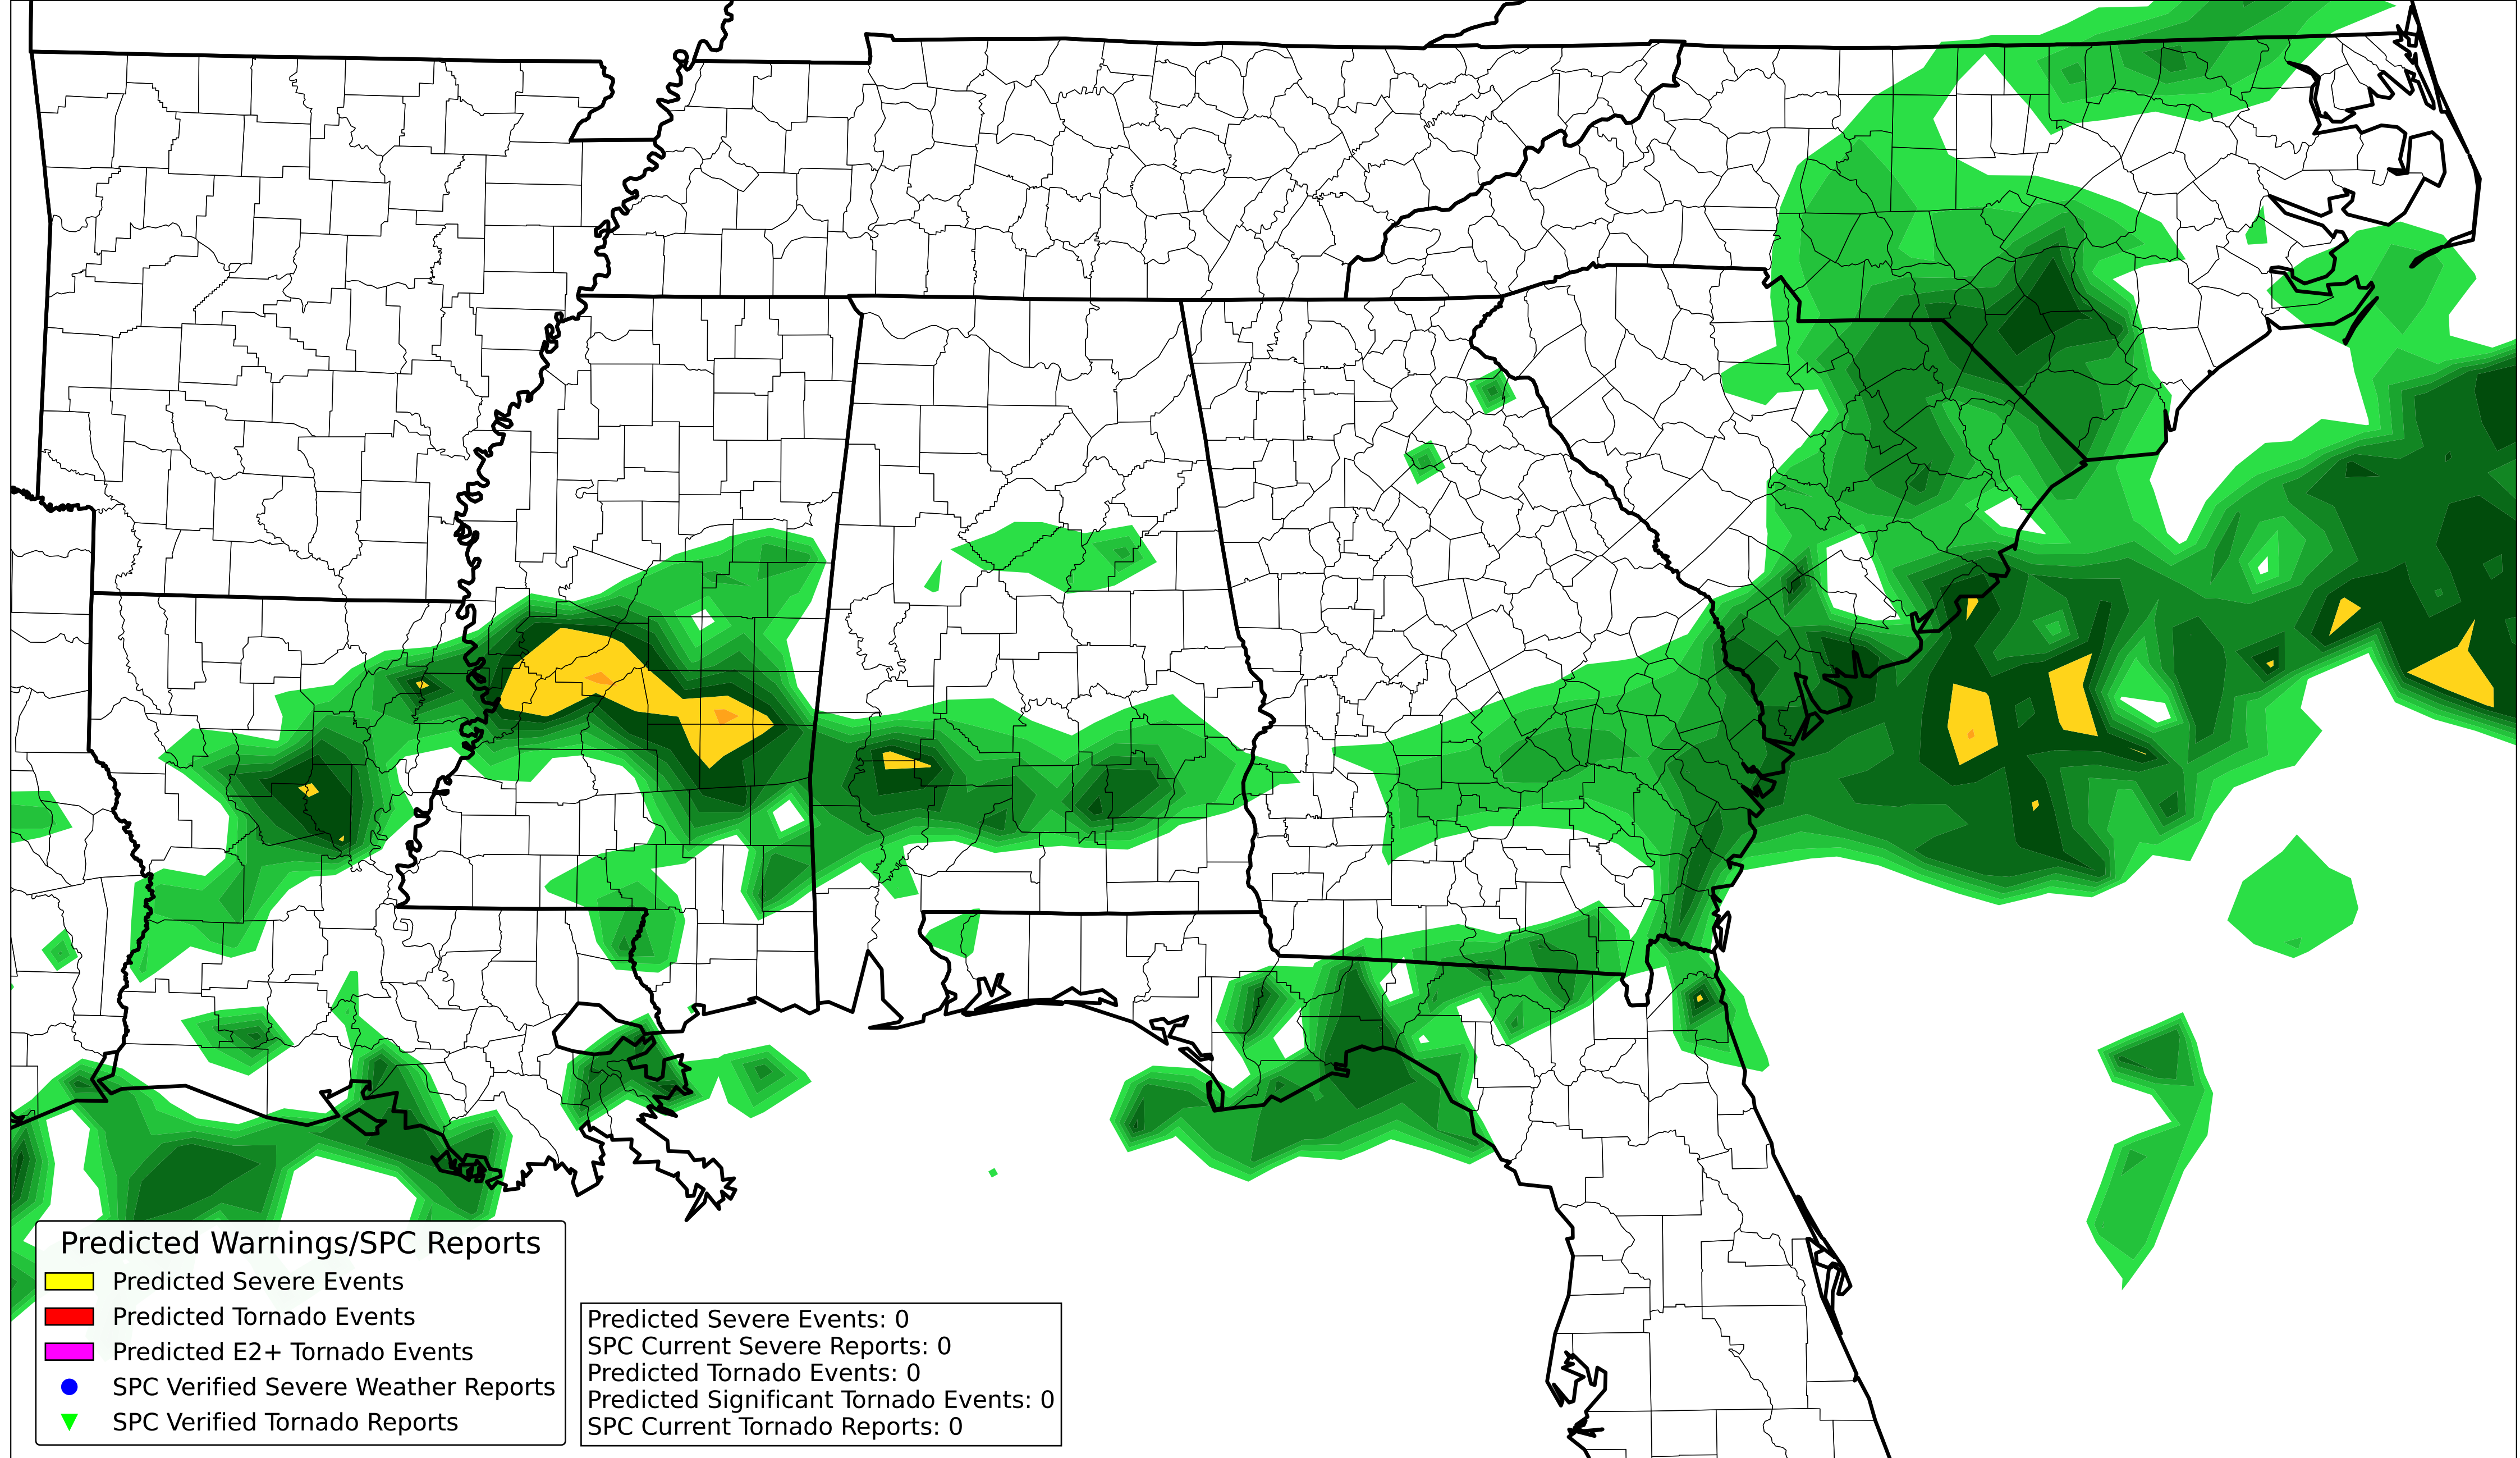 Predicted Warnings/SPC Reports
Predicted Severe Events
Predicted Tornado Events
Predicted E2+ Tornado Events
SPC Verified Severe Weather Reports
SPC Verified Tornado Reports
Predicted Severe Events: 0
SPC Current Severe Reports: 0
Predicted Tornado Events: 0
Predicted Significant Tornado Events: 0
SPC Current Tornado Reports: 0